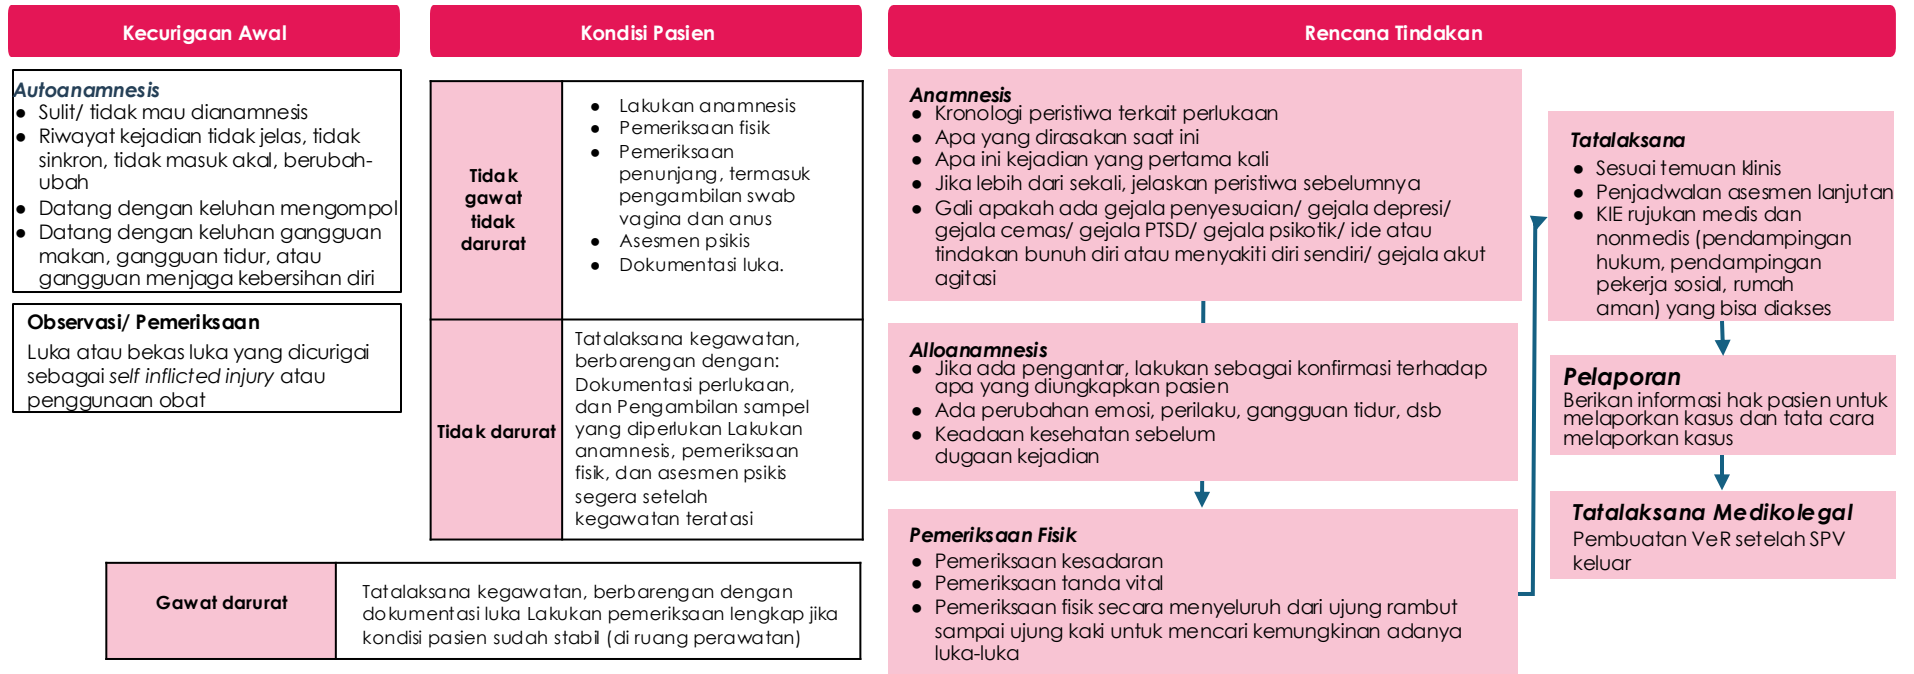 Kecurigaan Awal
Autoanamnesis
● Sulit/ tidak mau dianamnesis
● Riwayat kejadian tidak jelas, tidak
sinkron, tidak masuk akal, berubah-
ubah
● Datang dengan keluhan mengompol
● Datang dengan keluhan gangguan
makan, gangguan tidur, atau
gangguan menjaga kebersihan diri
Observasi/ Pemeriksaan
Luka atau bekas luka yang dicurigai
sebagai self inflicted injury atau
penggunaan obat
Kondisi Pasien
Tidak
gawat
tidak
darurat
● Lakukan anamnesis
● Pemeriksaan fisik
● Pemeriksaan
penunjang, termasuk
pengambilan swab
vagina dan anus
● Asesmen psikis
● Dokumentasi luka.
Tidak darurat
Tatalaksana kegawatan,
berbarengan dengan:
Dokumentasi perlukaan,
dan Pengambilan sampel
yang diperlukan Lakukan
anamnesis, pemeriksaan
fisik, dan asesmen psikis
segera setelah
kegawatan teratasi
Gawat darurat
Tatalaksana kegawatan, berbarengan dengan
dokumentasi luka Lakukan pemeriksaan lengkap jika
kondisi pasien sudah stabil (di ruang perawatan)
Rencana Tindakan
Anamnesis
● Kronologi peristiwa terkait perlukaan
● Apa yang dirasakan saat ini
● Apa ini kejadian yang pertama kali
● Jika lebih dari sekali, jelaskan peristiwa sebelumnya
● Gali apakah ada gejala penyesuaian/ gejala depresi/
gejala cemas/ gejala PTSD/ gejala psikotik/ ide atau
tindakan bunuh diri atau menyakiti diri sendiri/ gejala akut
agitasi
Alloanamnesis
● Jika ada pengantar, lakukan sebagai konfirmasi terhadap
apa yang diungkapkan pasien
● Ada perubahan emosi, perilaku, gangguan tidur, dsb
● Keadaan kesehatan sebelum
dugaan kejadian
Pemeriksaan Fisik
● Pemeriksaan kesadaran
● Pemeriksaan tanda vital
● Pemeriksaan fisik secara menyeluruh dari ujung rambut
sampai ujung kaki untuk mencari kemungkinan adanya
luka-luka
Tatalaksana
● Sesuai temuan klinis
● Penjadwalan asesmen lanjutan
● KIE rujukan medis dan
nonmedis (pendampingan
hukum, pendampingan
pekerja sosial, rumah
aman) yang bisa diakses
Pelaporan
Berikan informasi hak pasien untuk
melaporkan kasus dan tata cara
melaporkan kasus
Tatalaksana Medikolegal
Pembuatan VeR setelah SPV
keluar